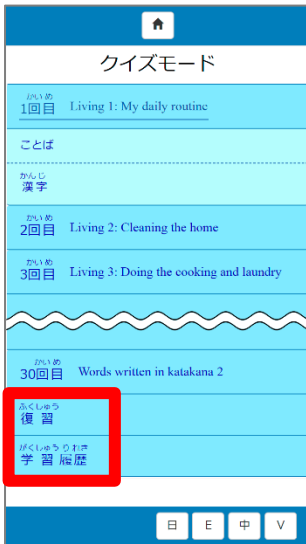 クイズモード
かいめ
1回目 Living 1: My daily routine
ことば
かんじ
漢字
かいめ
2回目 Living 2: Cleaning the home
かいめ
3回目 Living 3: Doing the cooking and laundry
かいめ
30回目 Words written in katakana 2
ふくしゅう
復習
がくしゅうりれき
学習履歴
日 E 中 V